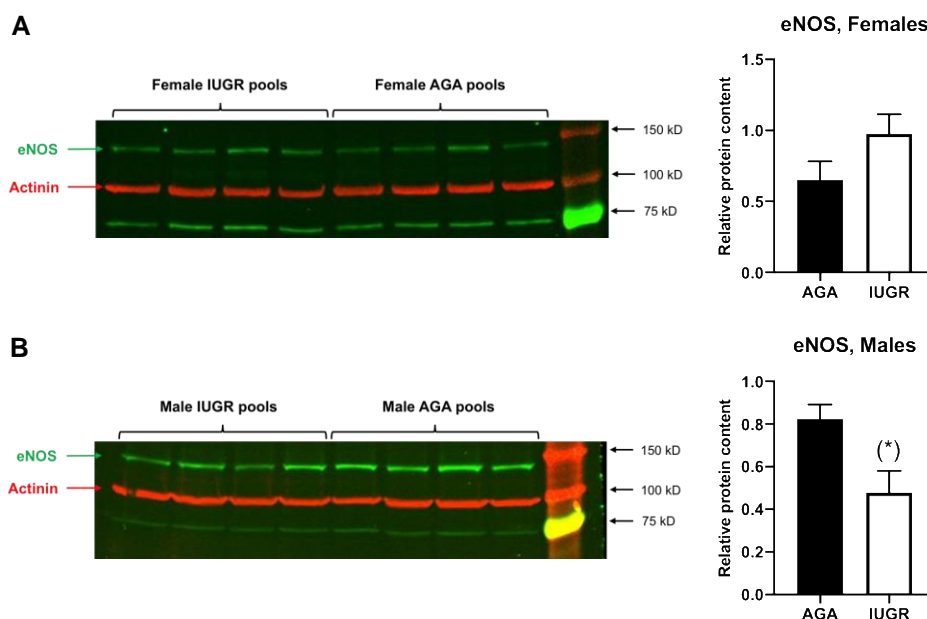 A
Female IUGR pools
Female AGA pools
eNOS
Actinin
150 kD
100 kD
75 kD
eNOS, Females
Relative protein content
1.5
1.0
0.5
0.0
AGA
IUGR
B
Male IUGR pools
Male AGA pools
eNOS
Actinin
150 kD
100 kD
75 kD
eNOS, Males
Relative protein content
1.0
0.8
0.6
0.4
0.2
0.0
(*)
AGA
IUGR